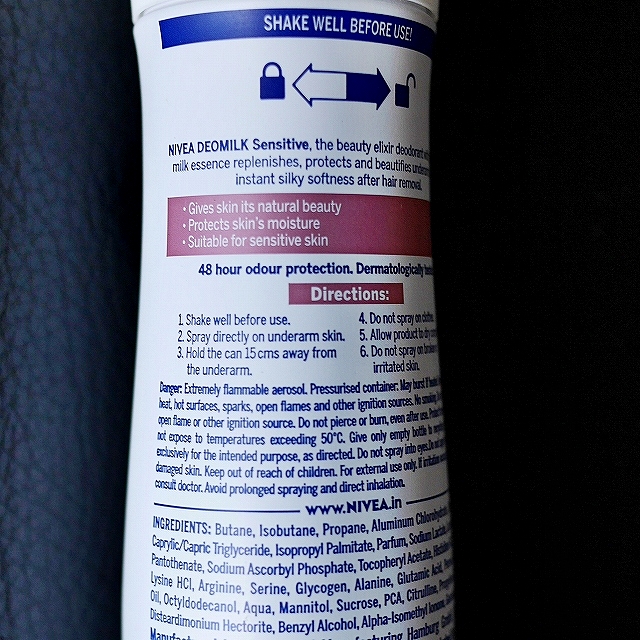 SHAKE WELL BEFORE USE!
NIVEA DEOMILK Sensitive, the beauty elixir deodorant
milk essence replenishes, protects and beautifies
instant silky softness after hair removal.
• Gives skin its natural beauty
• Protects skin's moisture
• Suitable for sensitive skin
48 hour odour protection. Dermatologically
Directions:
1. Shake well before use.
2. Spray directly on underarm skin.
3. Hold the can 15 cms away from
the underarm.
4. Do not spray on
5. Allow product to dry
6. Do not spray on
irritated skin.
Danger: Extremely flammable aerosol. Pressurised container: May burst if
heat, hot surfaces, sparks, open flames and other ignition sources. No smoking.
open flame or other ignition source. Do not pierce or burn, even after use.
not expose to temperatures exceeding 50°C. Give only empty bottle to
exclusively for the intended purpose, as directed. Do not spray into eyes. Do not
damaged skin. Keep out of reach of children. For external use only. If irritation
consult doctor. Avoid prolonged spraying and direct inhalation.
www.NIVEA.in
INGREDIENTS: Butane, Isobutane, Propane, Aluminum
Caprylic/Capric Triglyceride, Isopropyl Palmitate, Parfum, Sodium
Pantothenate, Sodium Ascorbyl Phosphate, Tocopheryl Acetate,
Lysine HCl, Arginine, Serine, Glycogen, Alanine, Glutamic Acid,
Oil, Octyldodecanol, Aqua, Mannitol, Sucrose, PCA, Citrulline,
Disteardimonium Hectorite, Benzyl Alcohol, Alpha-Isomethyl Ionone,
Hamburg